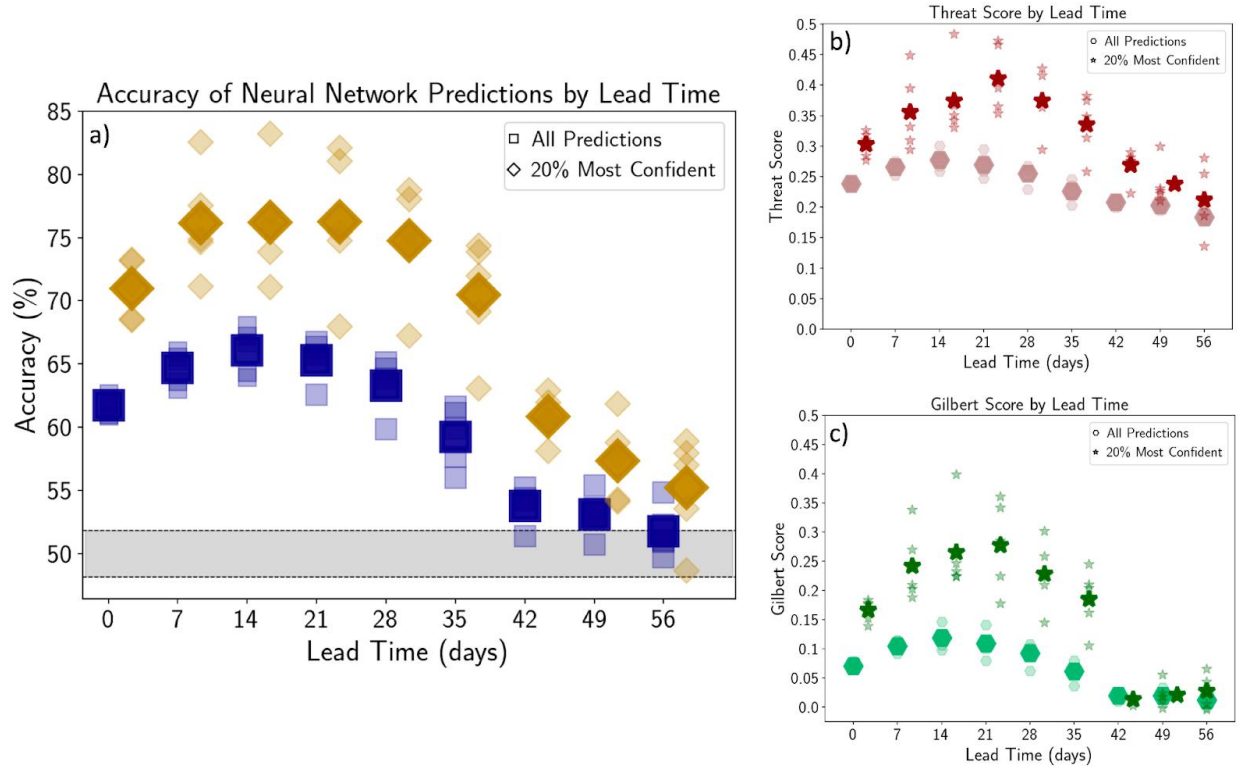 Accuracy of Neural Network Predictions by Lead Time
a)
All Predictions
20% Most Confident
Accuracy (%)
85
80
75
70
65
60
55
50
0 7 14 21 28 35 42 49 56
Lead Time (days)
Threat Score by Lead Time
b)
All Predictions
20% Most Confident
Threat Score
0.5
0.45
0.4
0.35
0.3
0.25
0.2
0.15
0.1
0.05
0.0
0 7 14 21 28 35 42 49 56
Lead Time (days)
Gilbert Score by Lead Time
c)
All Predictions
20% Most Confident
Gilbert Score
0.5
0.45
0.4
0.35
0.3
0.25
0.2
0.15
0.1
0.05
0.0
0 7 14 21 28 35 42 49 56
Lead Time (days)